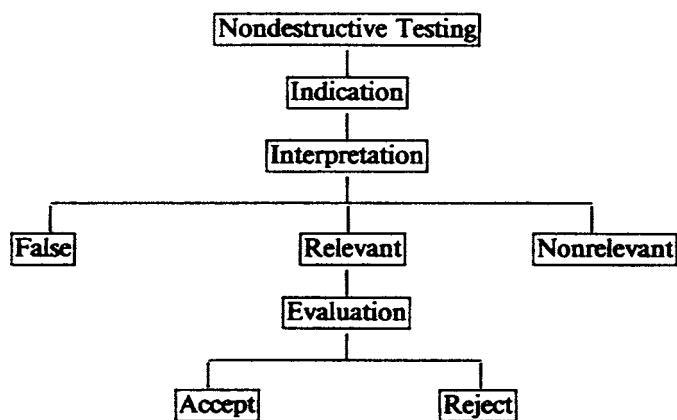 Nondestructive Testing
Indication
Interpretation
False Relevant Nonrelevant
Evaluation
Accept Reject